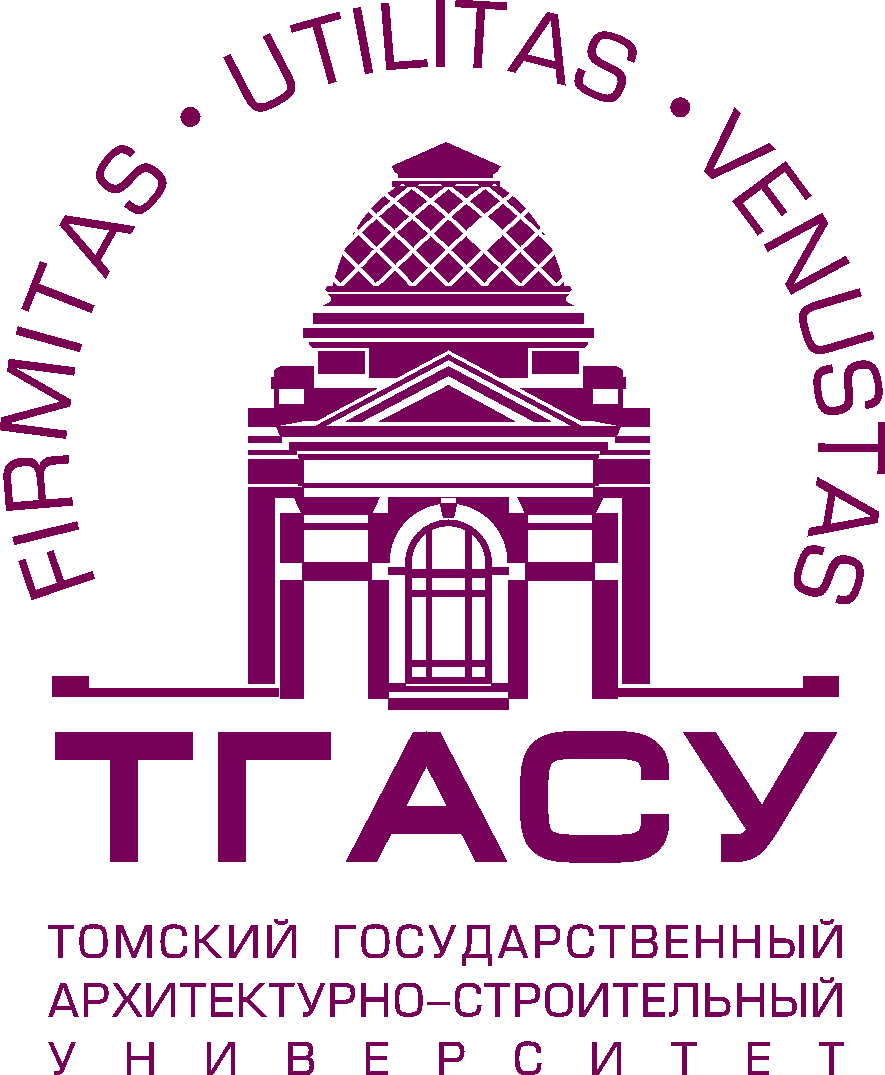 FIRMITAS · UTILITAS · VENUSTAS
ТГАСУ
ТОМСКИЙ ГОСУДАРСТВЕННЫЙ
АРХИТЕКТУРНО–СТРОИТЕЛЬНЫЙ
УНИВЕРСИТЕТ